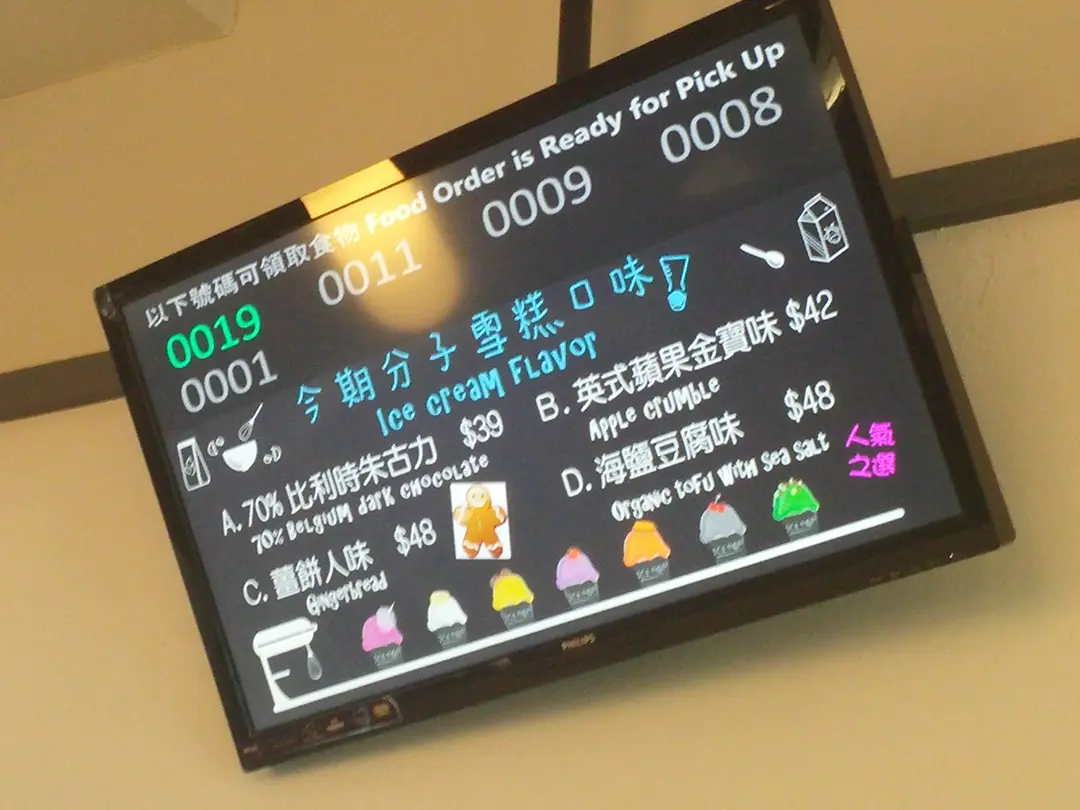 以下號碼可領取食物 Food Order is Ready for Pick Up
0019 0011 0009 0008
0001
今期分子雪糕口味!
Ice cream Flavor
A. 70% 比利時朱古力 $39
70% Belgium dark chocolate
B. 英式蘋果金寶味 $42
Apple crumble
C. 薑餅人味 $48
Gingerbread
D. 海鹽豆腐味 $48
Organic tofu with sea salt
人氣
之選
PHILIPS